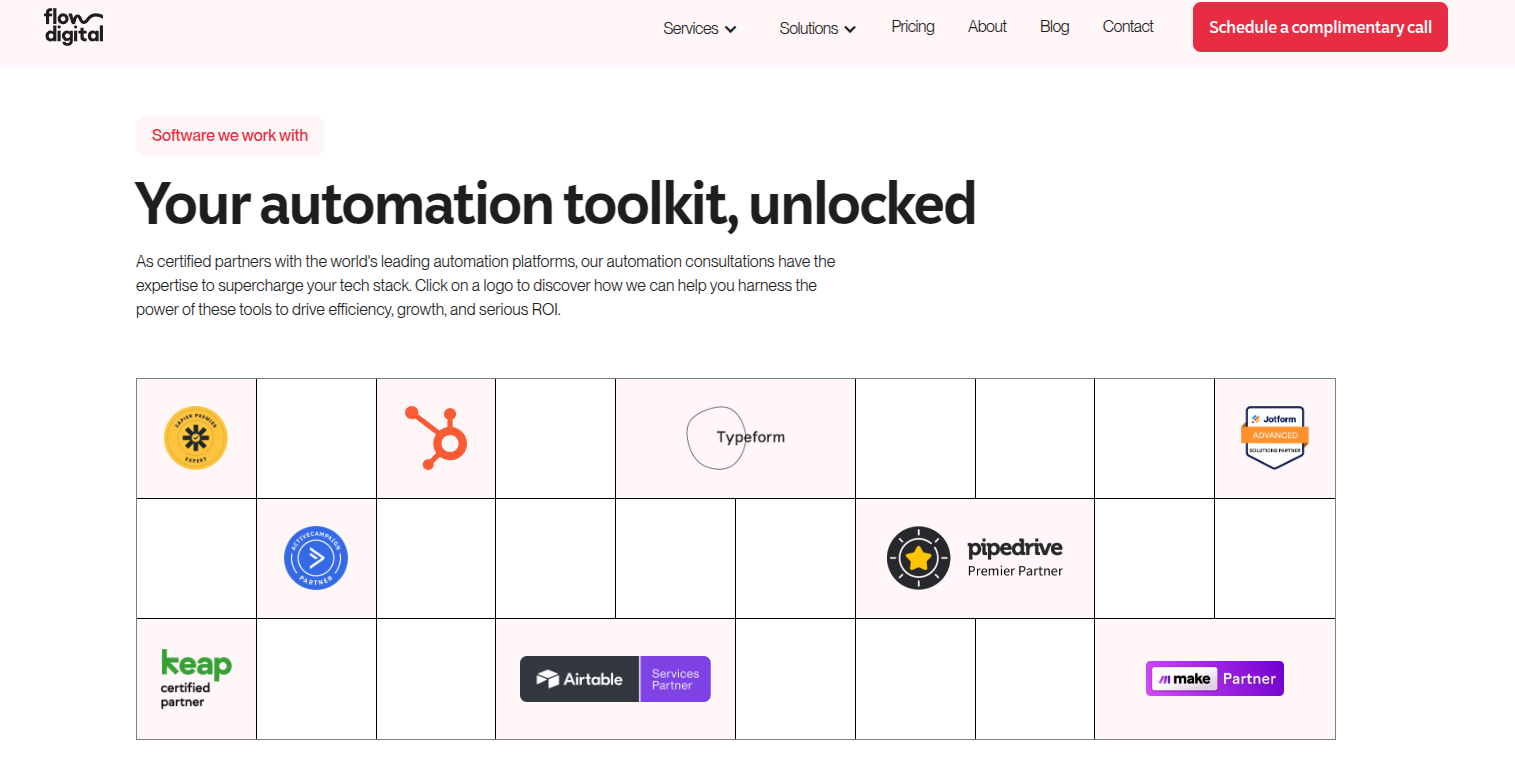 flow
digital
Services
Solutions
Pricing
About
Blog
Contact
Schedule a complimentary call
Software we work with
Your automation toolkit, unlocked
As certified partners with the world's leading automation platforms, our automation consultations have the
expertise to supercharge your tech stack. Click on a logo to discover how we can help you harness the
power of these tools to drive efficiency, growth, and serious ROI.
ZAPIER PREMIER
EXPERT
Typeform
Jotform
ADVANCED
SOLUTIONS PARTNER
ACTIVECAMPAIGN
PARTNER
pipedrive
Premier Partner
keap
certified
partner
Airtable
Services
Partner
make
Partner